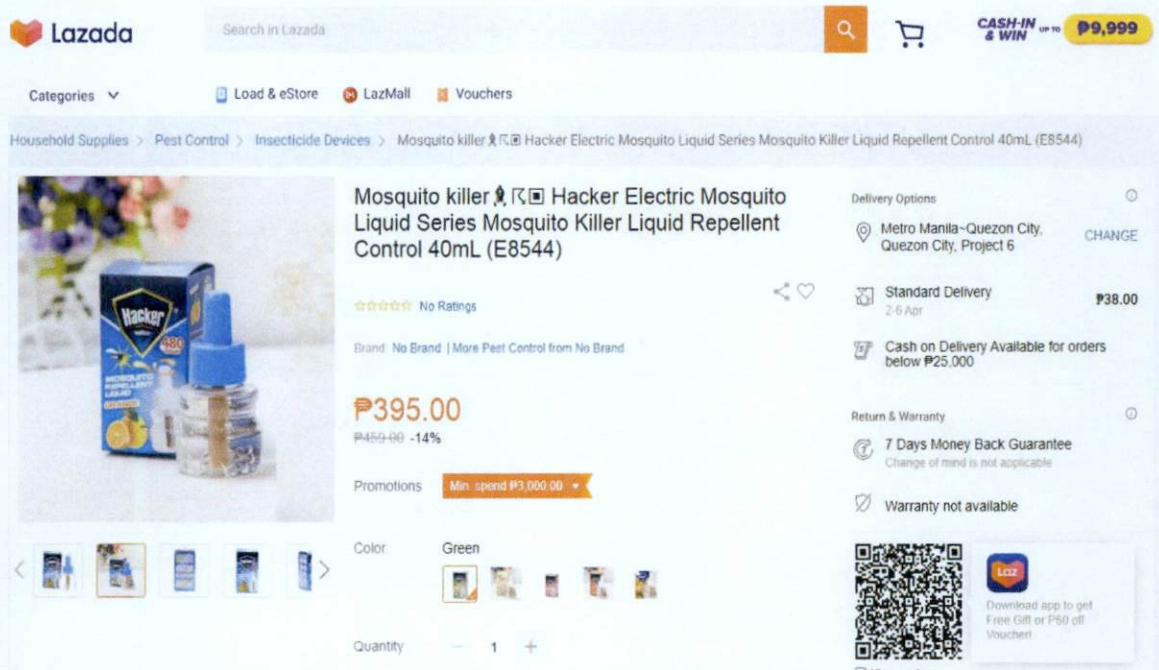 Lazada
Search in Lazada
CASH-IN & WIN UP TO ₱9,999
Categories
Load & eStore
LazMall
Vouchers
Household Supplies > Pest Control > Insecticide Devices > Mosquito killer Hacker Electric Mosquito Liquid Series Mosquito Killer Liquid Repellent Control 40mL (E8544)
Mosquito killer Hacker Electric Mosquito
Liquid Series Mosquito Killer Liquid Repellent
Control 40mL (E8544)
No Ratings
Brand: No Brand | More Pest Control from No Brand
₱395.00
₱459.00 -14%
Promotions
Min. spend ₱3,000.00
Color
Green
Quantity
1
Hacker
480
MOSQUITO
REPELLENT
LIQUID
ORANGE
Delivery Options
Metro Manila~Quezon City,
Quezon City, Project 6
CHANGE
Standard Delivery
₱38.00
2-6 Apr
Cash on Delivery Available for orders
below ₱25,000
Return & Warranty
7 Days Money Back Guarantee
Change of mind is not applicable
Warranty not available
Laz
Download app to get
Free Gift or P60 off
Voucher!